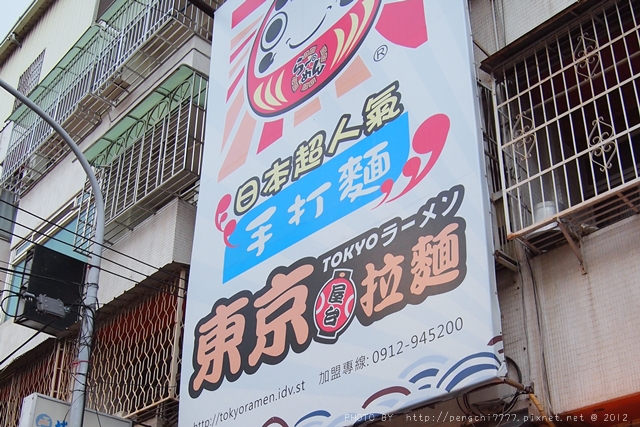 ®
日本超人氣
手打麵
TOKYOラーメン
東京屋台拉麵
加盟專線: 0912-945200
http://tokyoramen.idv.st
PHOTO BY http://pengchi7777.pixnet.net @ 2012